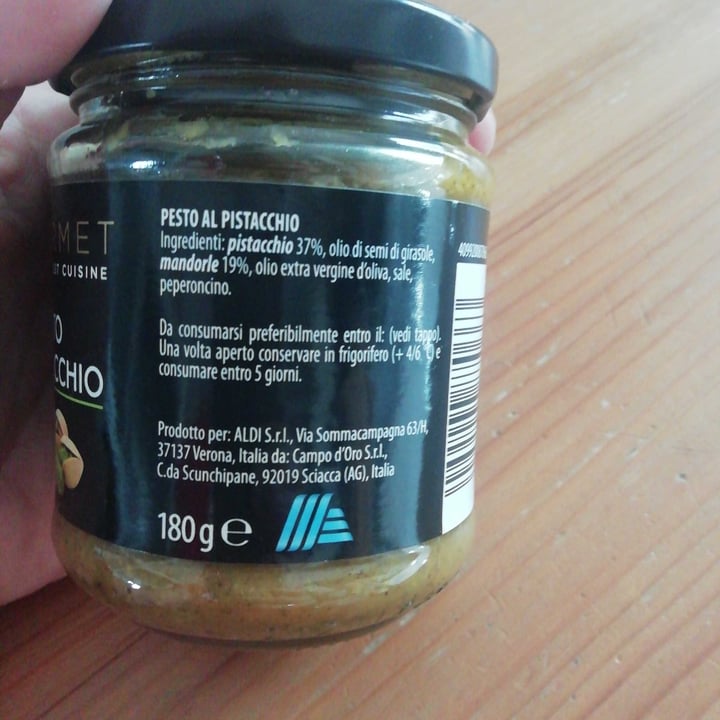 PESTO AL PISTACCHIO
Ingredienti: pistacchio 37%, olio di semi di girasole,
mandorle 19%, olio extra vergine d'oliva, sale,
peperoncino.
Da consumarsi preferibilmente entro il: (vedi tappo).
Una volta aperto conservare in frigorifero (+ 4/6 °C) e
consumare entro 5 giorni.
Prodotto per: ALDI S.r.l., Via Sommacampagna 63/H,
37137 Verona, Italia da: Campo d'Oro S.r.l.,
C.da Scunchipane, 92019 Sciacca (AG), Italia
180 g e
CUISINE